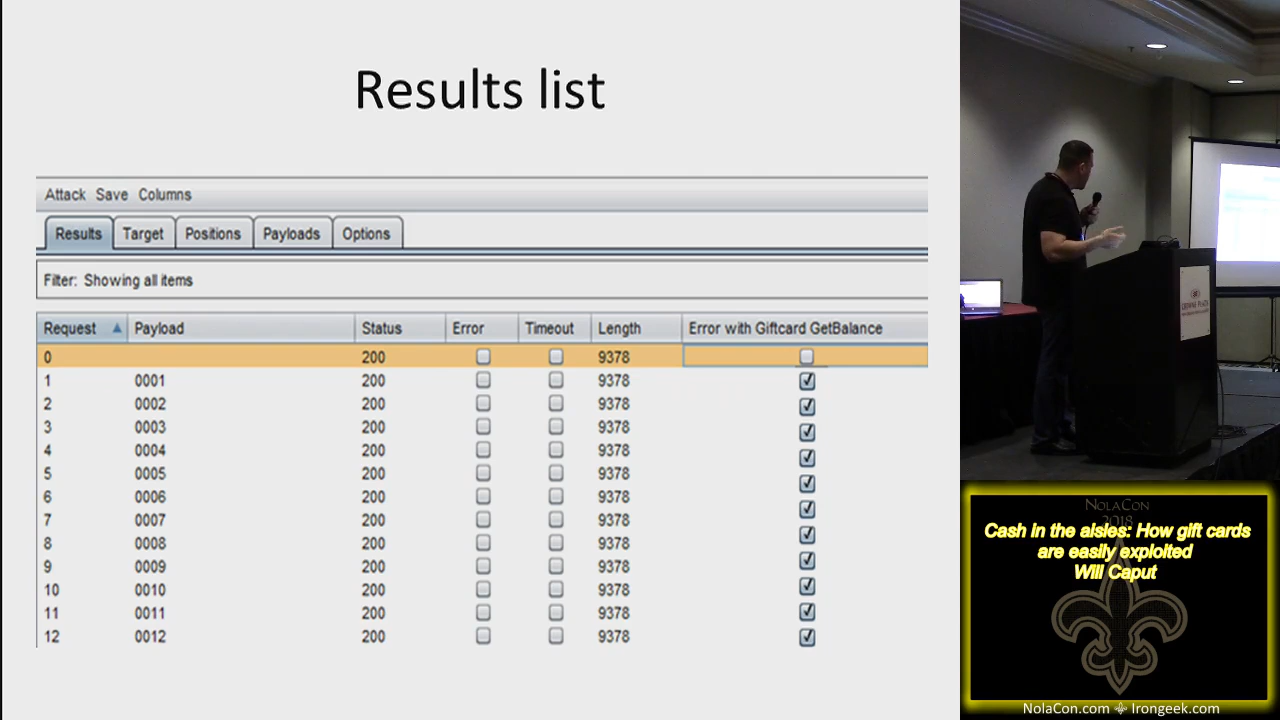 Results list
Attack Save Columns
Results Target Positions Payloads Options
Filter: Showing all items
Request Payload Status Error Timeout Length Error with Giftcard GetBalance
0 200 9378
1 0001 200 9378
2 0002 200 9378
3 0003 200 9378
4 0004 200 9378
5 0005 200 9378
6 0006 200 9378
7 0007 200 9378
8 0008 200 9378
9 0009 200 9378
10 0010 200 9378
11 0011 200 9378
12 0012 200 9378
CROWNE PLAZA
NolaCon
2018
Cash in the aisles: How gift cards
are easily exploited
Will Caput
NolaCon.com Irongeek.com